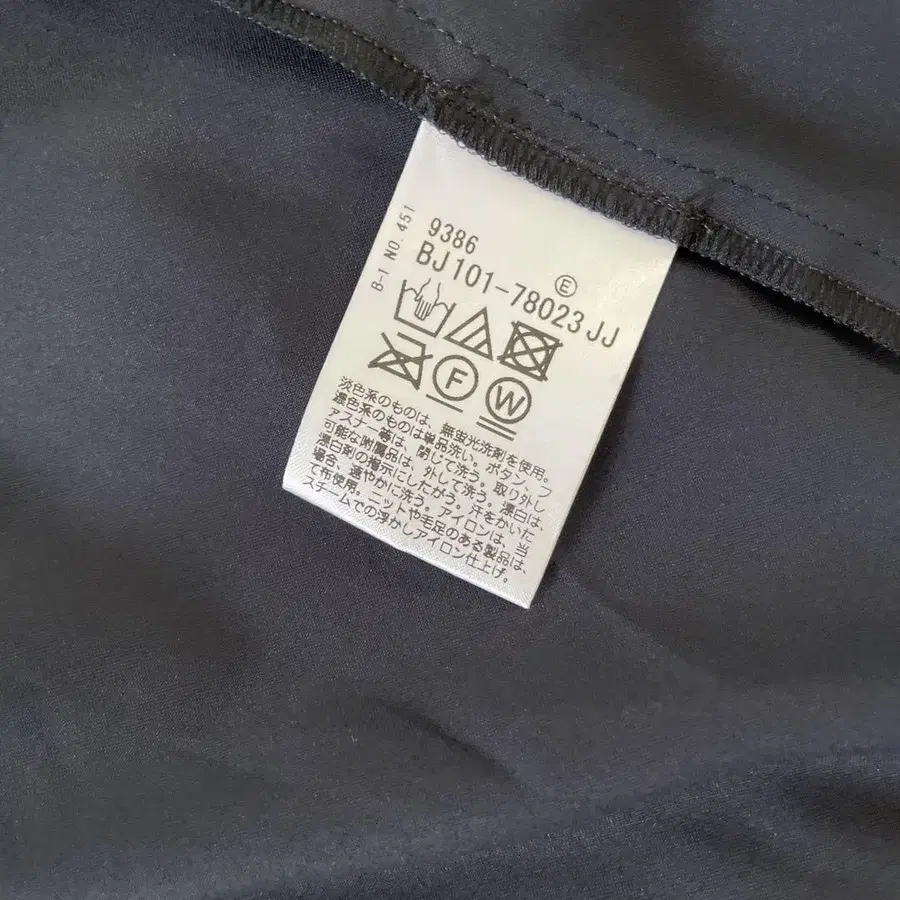 B-1 NO.451
9386
BJ101-78023JJ
E
F
W
淡色系のものは、無蛍光洗剤を使用。
濃色系のものは単品洗い。ボタン、フ
ァスナー等は、閉じて洗う。取り外し
可能な附属品は、外して洗う。漂白は、
漂白剤の指示にしたがう。汗をかいた
場合、速やかに洗う。アイロンは、当
て布使用。ニットや毛足のある製品は、
スチームでの浮かしアイロン仕上げ。